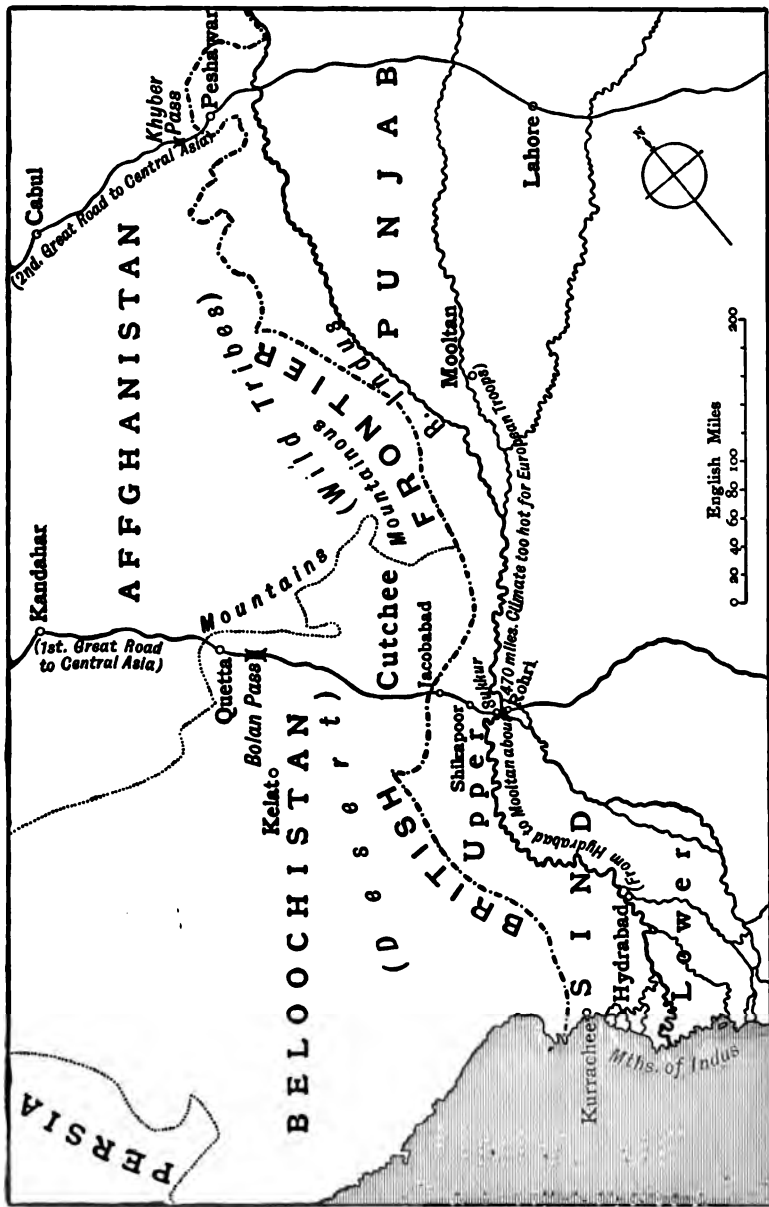 Cabul
Khyber
Pass
Peshawar
(2nd. Great Road to Central Asia)
AFFGHANISTAN
Kandahar
(1st. Great Road
to Central Asia)
(Wild Tribes)
Mountainous
FRONTIER
R. Indus
PUNJAB
Lahore
N
Mooltan
Mountains
Quetta
Bolan Pass
Kelat
Cutchee
Jacobabad
Shikapoor
Sukkur
Rohri
(From Hydrabad to Mooltan about 470 miles. Climate too hot for European Troops)
BELOOCHISTAN
(Desert)
BRITISH
Upper
SIND
Lower
Hydrabad
Kurrachee
Mths. of Indus
PERSIA
English Miles
0 20 40 60 80 100 200